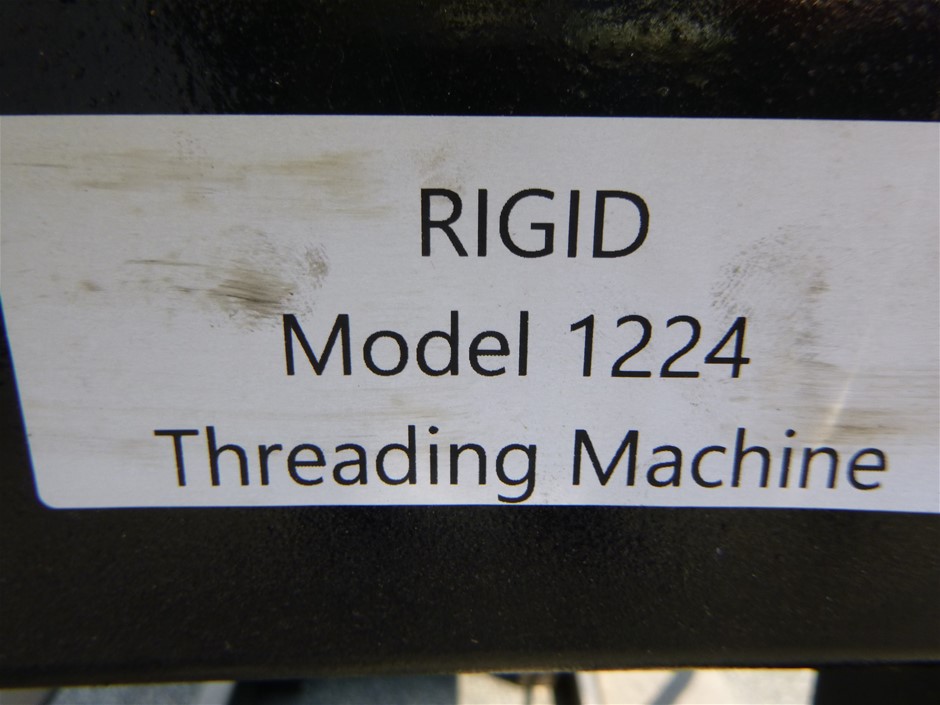 RIGID
Model 1224
Threading Machine